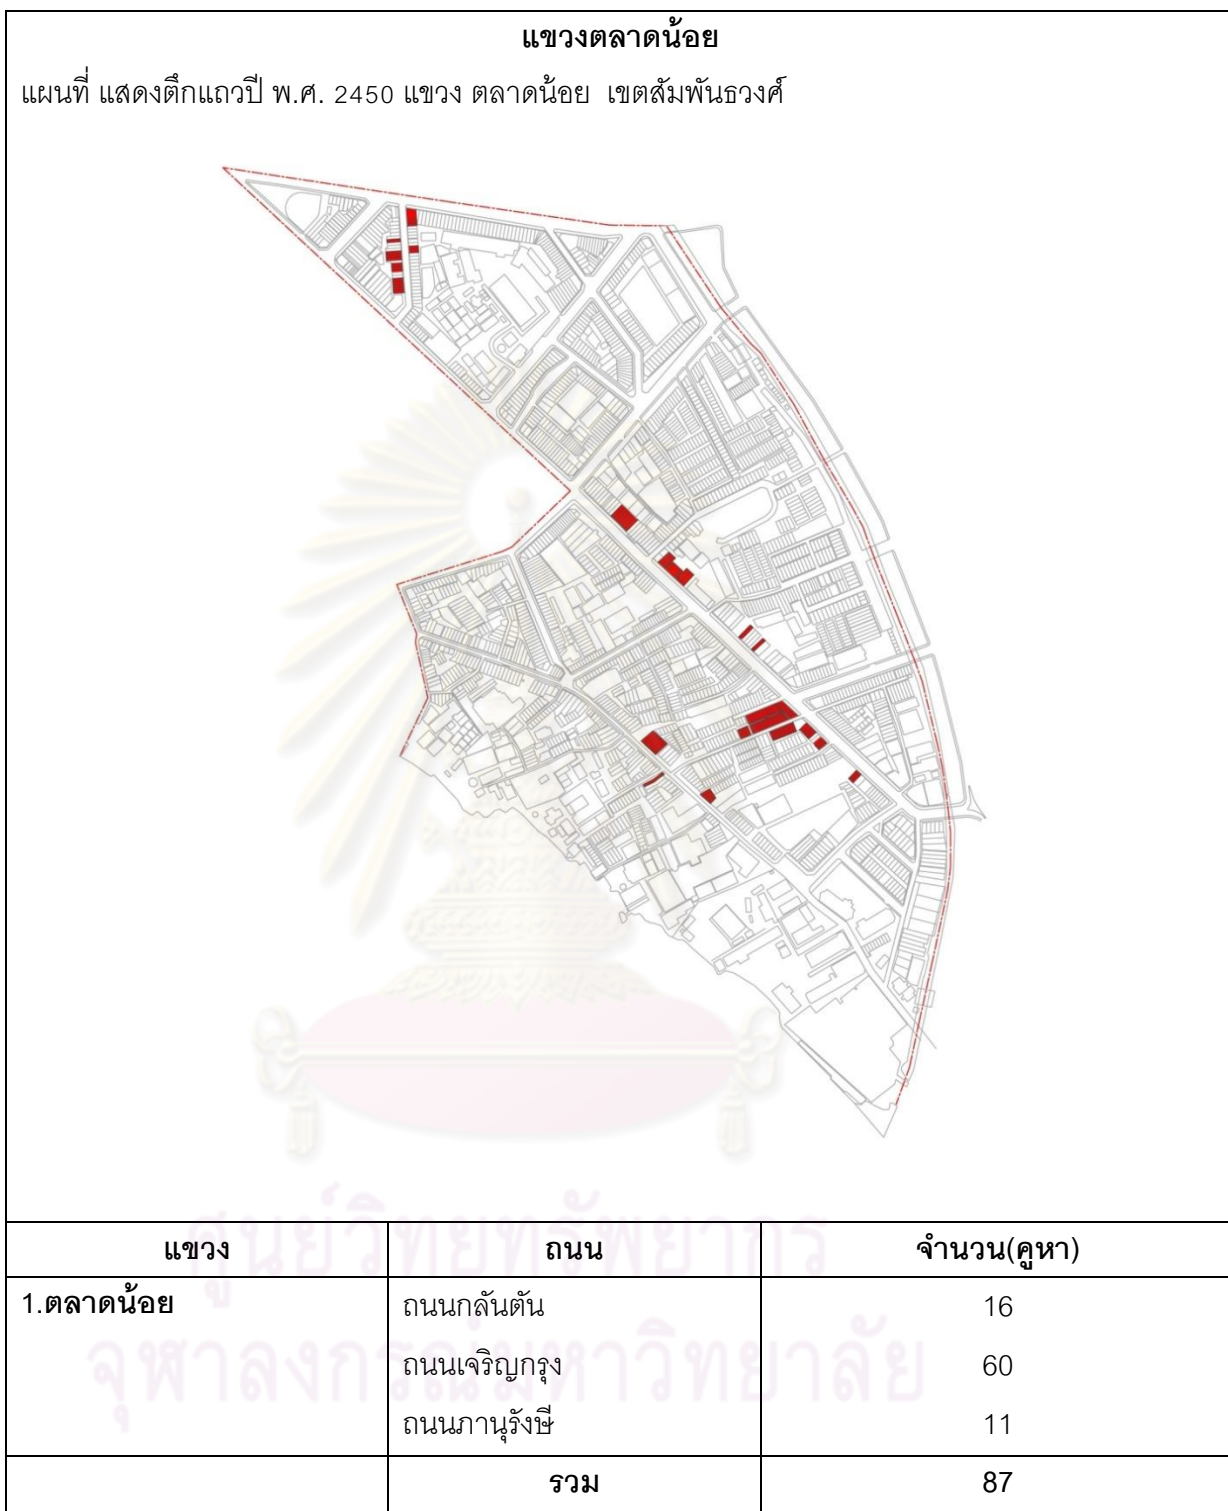 แขวงตลาดน้อย
แผนที่ แสดงตึกแถวปี พ.ศ. 2450 แขวง ตลาดน้อย เขตสัมพันธวงศ์
แขวง ถนน จำนวน(คูหา)
1.ตลาดน้อย ถนนกลันตัน 16
ถนนเจริญกรุง 60
ถนนภานุรังษี 11
รวม 87
ศูนย์วิทยทรัพยากร
จุฬาลงกรณ์มหาวิทยาลัย